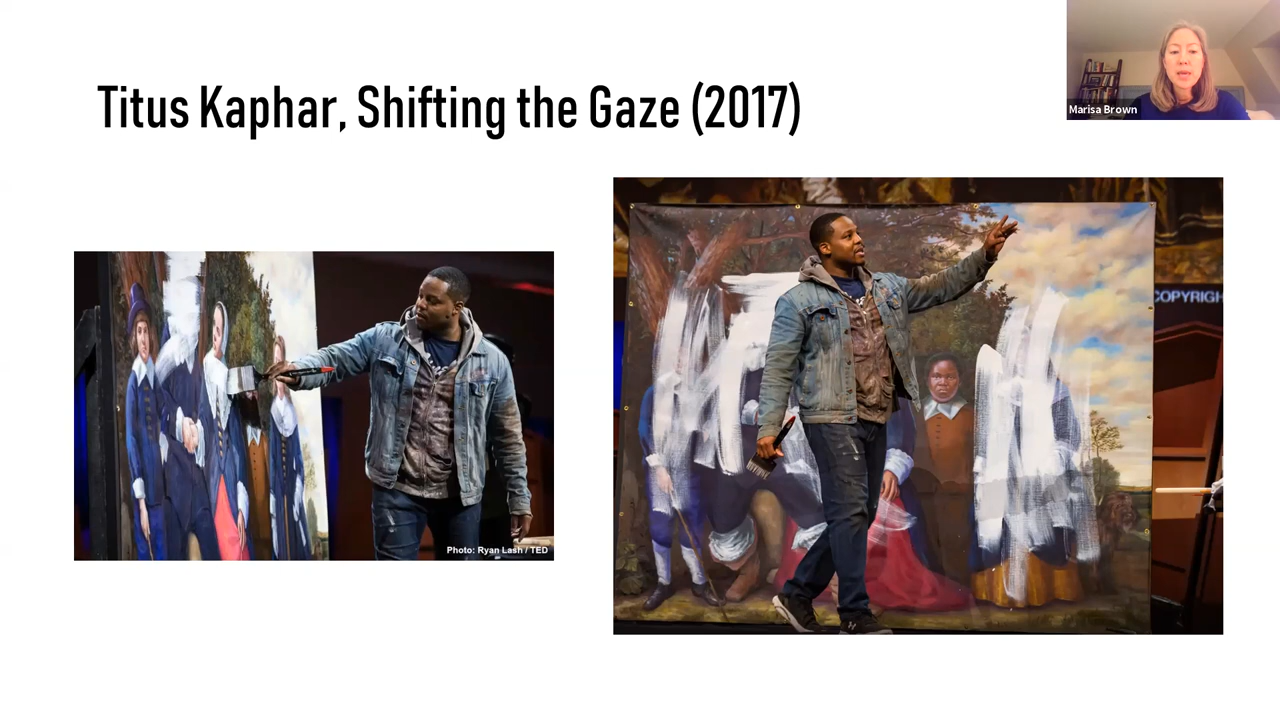 Titus Kaphar, Shifting the Gaze (2017)
Marisa Brown
COPYRIGH
Photo: Ryan Lash / TED